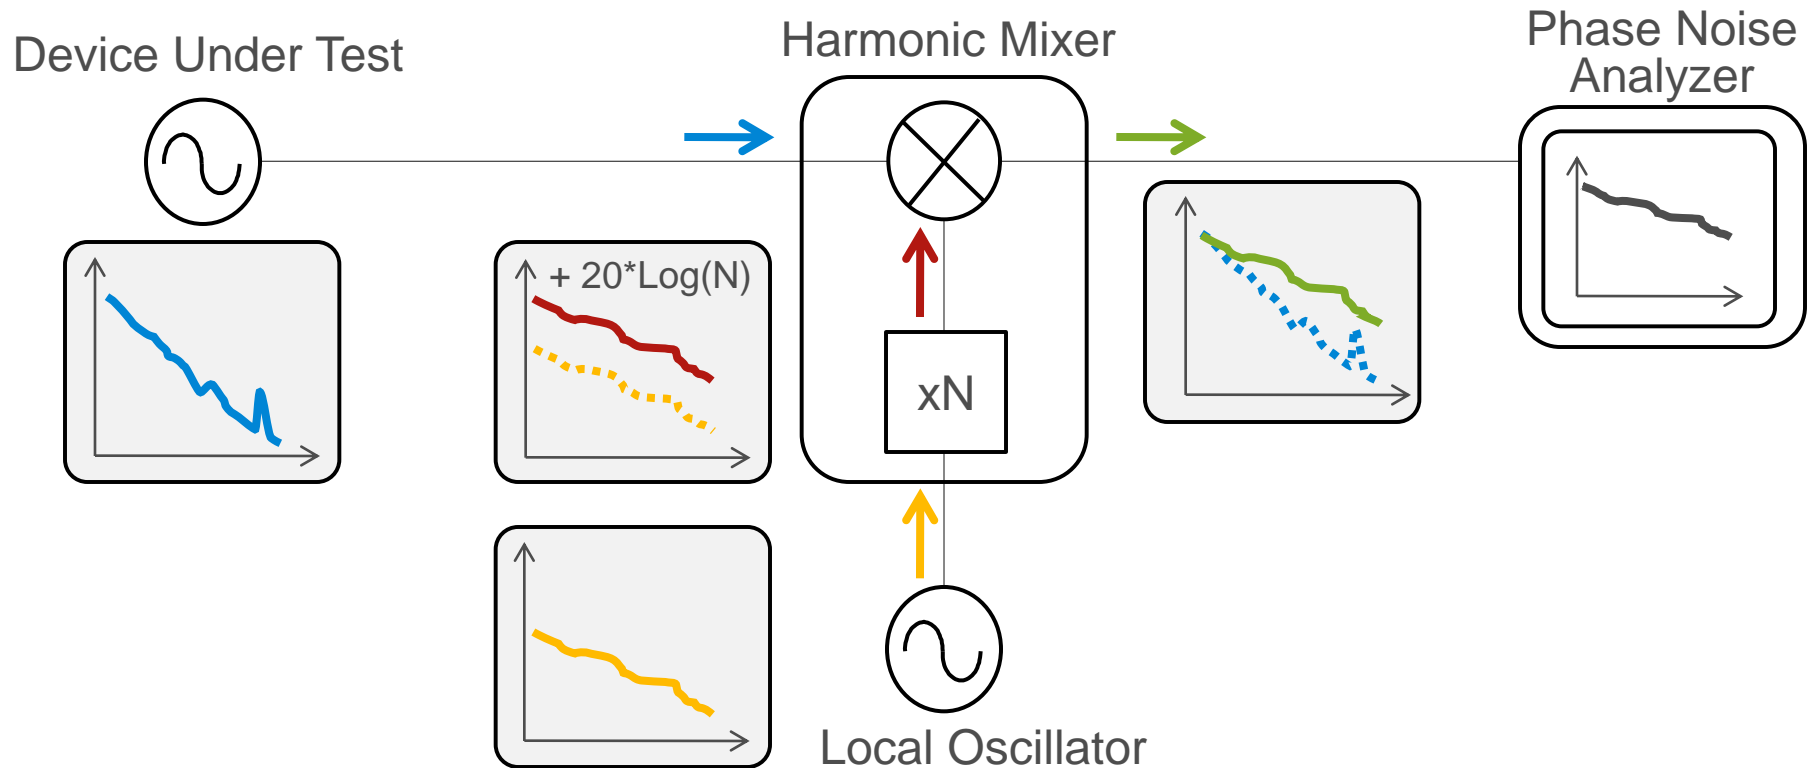 Device Under Test
Harmonic Mixer
Phase Noise
Analyzer
+ 20*Log(N)
xN
Local Oscillator